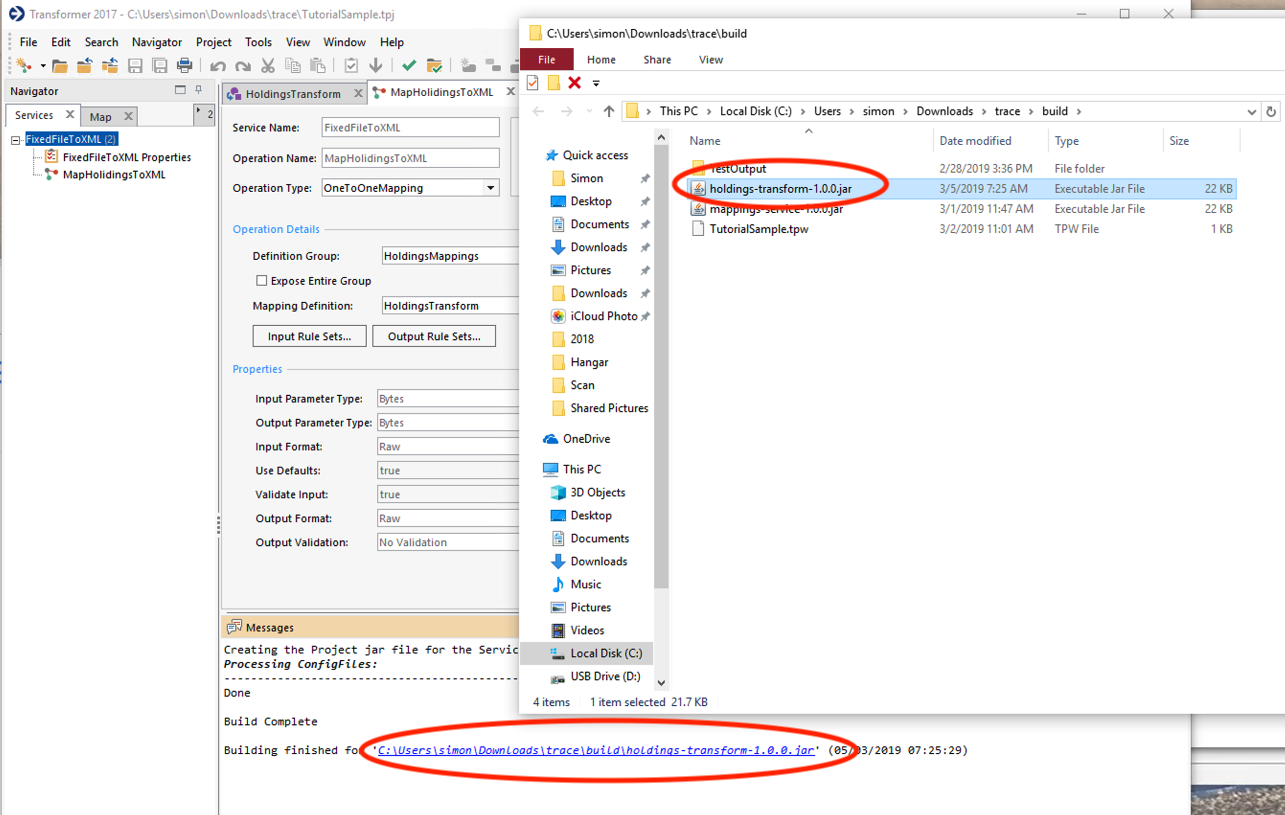 Transformer 2017 - C:\Users\simon\Downloads\trace\TutorialSample.tpj
File Edit Search Navigator Project Tools View Window Help
Navigator
Services
Map
2
FixedFileToXML (2)
FixedFileToXML Properties
MapHolidingsToXML
HoldingsTransform
MapHolidingsToXML
Service Name: FixedFileToXML
Operation Name: MapHolidingsToXML
Operation Type: OneToOneMapping
Operation Details
Definition Group: HoldingsMappings
Expose Entire Group
Mapping Definition: HoldingsTransform
Input Rule Sets... Output Rule Sets...
Properties
Input Parameter Type: Bytes
Output Parameter Type: Bytes
Input Format: Raw
Use Defaults: true
Validate Input: true
Output Format: Raw
Output Validation: No Validation
Messages
Creating the Project jar file for the Servic
Processing ConfigFiles:
Done
Build Complete
Building finished fo 'C:\Users\simon\Downloads\trace\build\holdings-transform-1.0.0.jar' (05/03/2019 07:25:29)
C:\Users\simon\Downloads\trace\build
File Home Share View
This PC > Local Disk (C:) > Users > simon > Downloads > trace > build >
Quick access
Simon
Desktop
Documents
Downloads
Pictures
Downloads
iCloud Photo
2018
Hangar
Scan
Shared Pictures
OneDrive
This PC
3D Objects
Desktop
Documents
Downloads
Music
Pictures
Videos
Local Disk (C:)
USB Drive (D:)
Name Date modified Type Size
TestOutput 2/28/2019 3:36 PM File folder
holdings-transform-1.0.0.jar 3/5/2019 7:25 AM Executable Jar File 22 KB
mappings-service-1.0.0.jar 3/1/2019 11:47 AM Executable Jar File 22 KB
TutorialSample.tpw 3/2/2019 11:01 AM TPW File 1 KB
4 items 1 item selected 21.7 KB